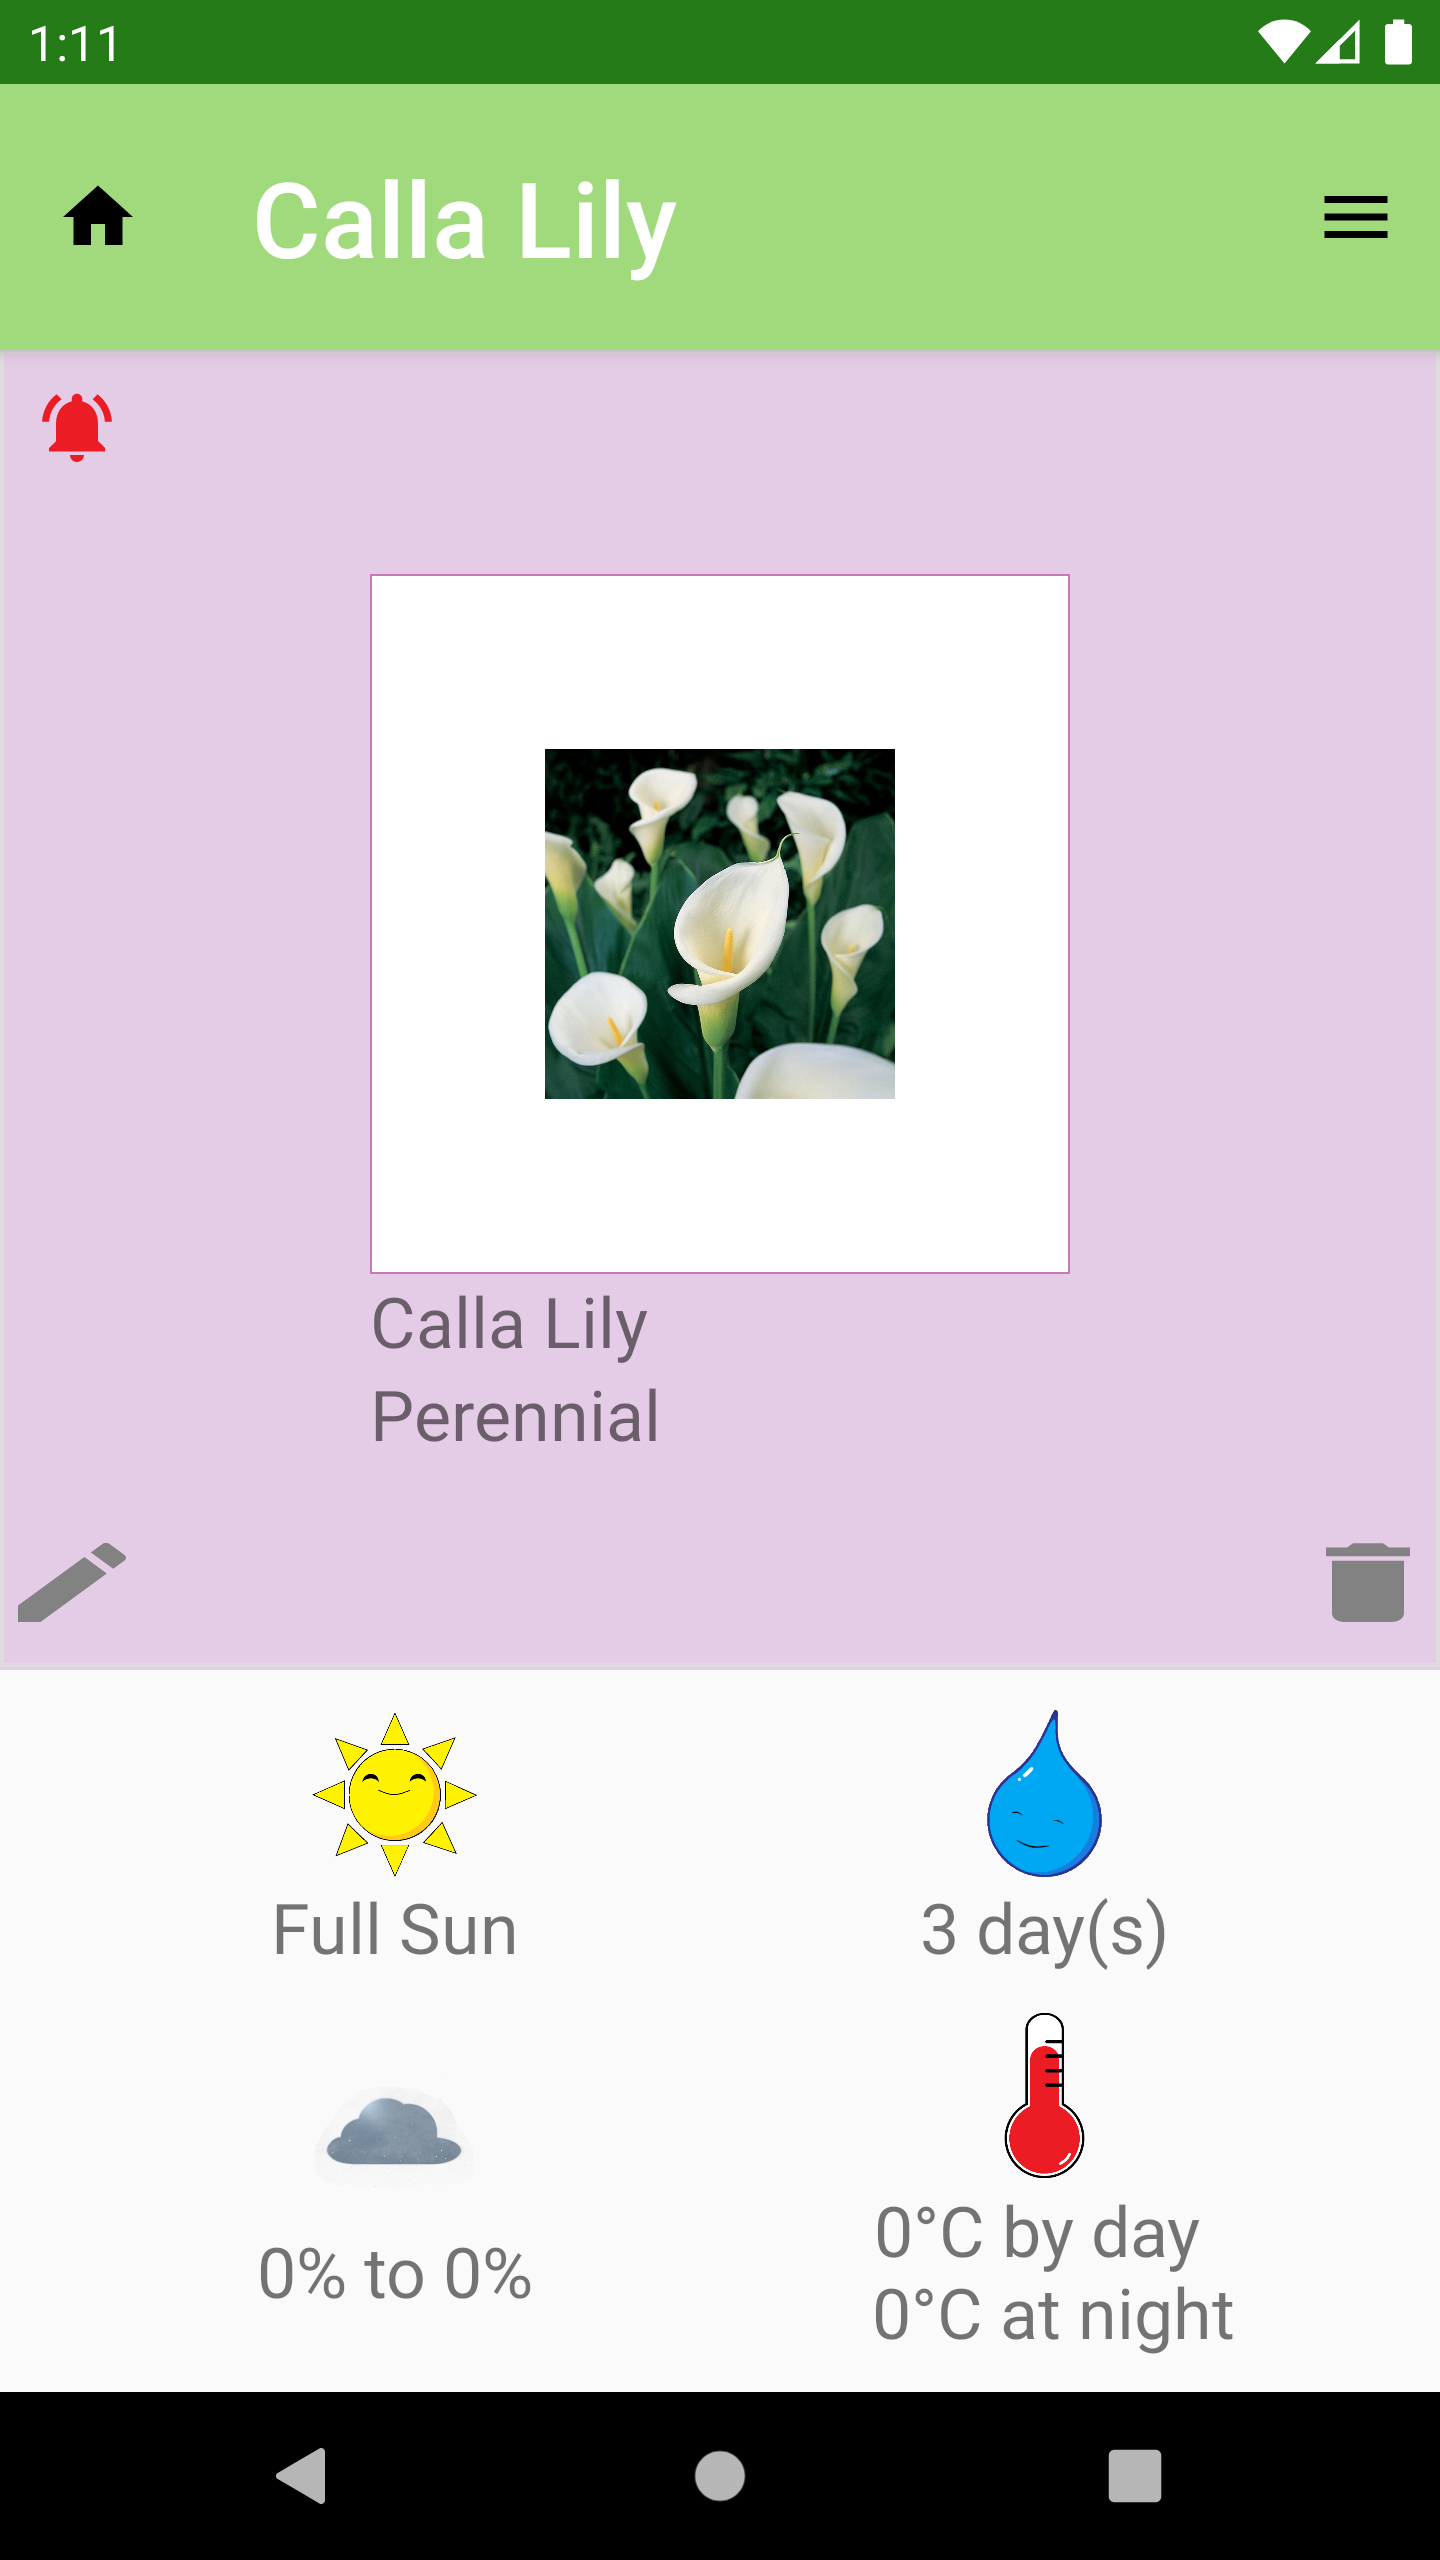 1:11
Calla Lily
Calla Lily
Perennial
Full Sun
3 day(s)
0% to 0%
0°C by day
0°C at night